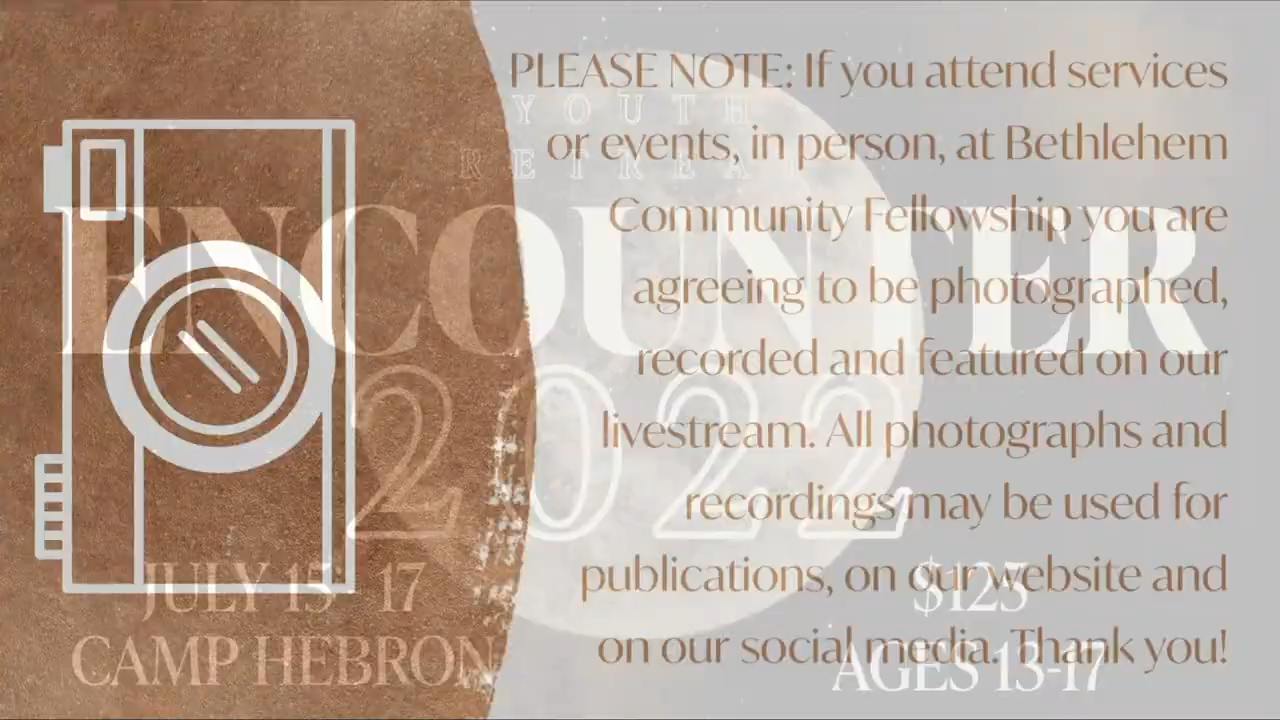 PLEASE NOTE: If you attend services
or events, in person, at Bethlehem
Community Fellowship you are
agreeing to be photographed,
recorded and featured on our
livestream. All photographs and
recordings may be used for
publications, on our website and
on our social media. Thank you!
YOUTH
RETREAT
ENCOUNTER
2022
JULY 15 - 17
CAMP HEBRON
$125
AGES 13-17